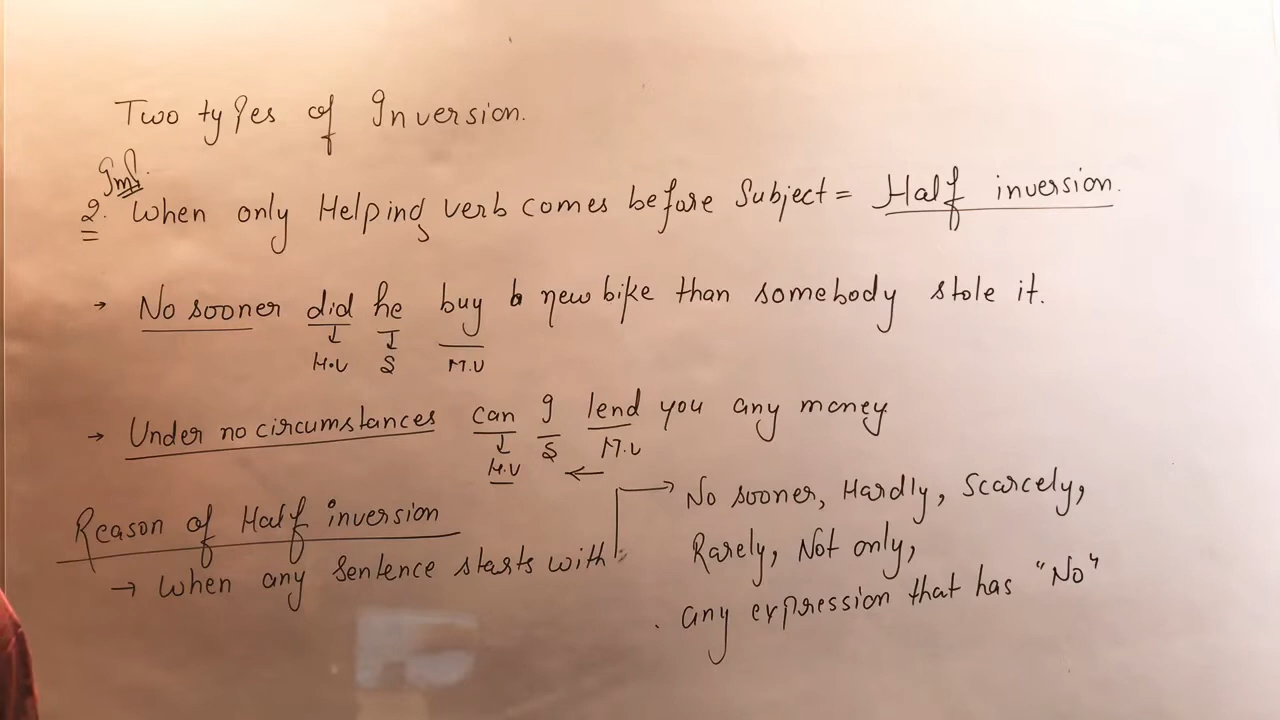 Two types of Inversion.
Imp.
2. When only Helping verb comes before Subject = Half inversion.
→ No sooner did he buy new bike than somebody stole it.
↓ ↓
H.V S M.V
→ Under no circumstances can I lend you any money
↓ S M.V
H.V ←
Reason of Half inversion
→ When any Sentence starts with
→ No sooner, Hardly, Scarcely,
Rarely, Not only,
. any expression that has "No"